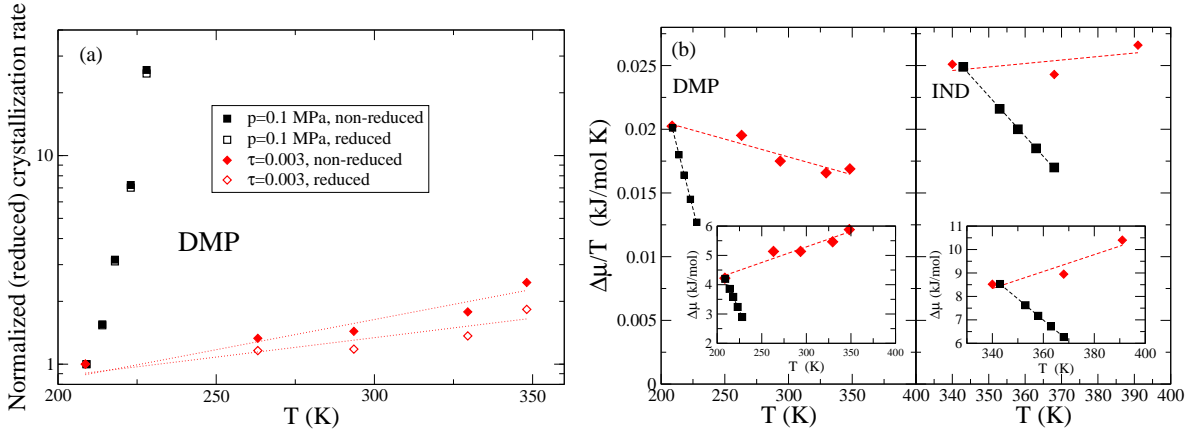 Normalized (reduced) crystallization rate
10
1
(a)
p=0.1 MPa, non-reduced
p=0.1 MPa, reduced
τ=0.003, non-reduced
τ=0.003, reduced
DMP
200 250 300 350
T (K)
Δμ/T (kJ/mol K)
0.025
0.02
0.015
0.01
0.005
0
(b)
DMP
Δμ (kJ/mol)
6
5
4
3
2
200 250 300 350 400
T (K)
200 250 300 350 400
T (K)
IND
Δμ (kJ/mol)
11
10
9
8
7
6
340 360 380 400
T (K)
340 350 360 370 380 390 400
T (K)